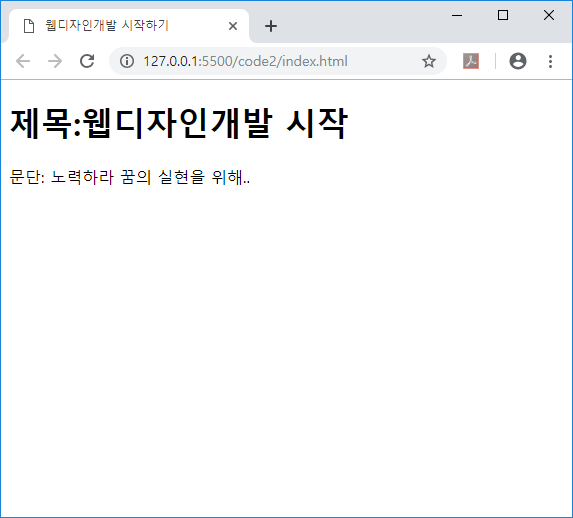 웹디자인개발 시작하기
127.0.0.1:5500/code2/index.html
제목:웹디자인개발 시작
문단: 노력하라 꿈의 실현을 위해..